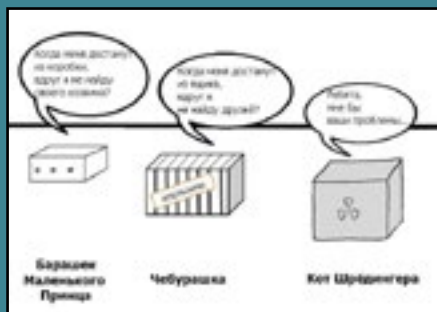 Когда меня достанут
из коробки,
вдруг я не найду
своего хозяина?
Когда меня достанут
из ящика,
вдруг я
не найду друзей?
Ребята,
мне бы
ваши проблемы...
Барашек
Маленького
Принца
Чебурашка
Кот Шрёдингера